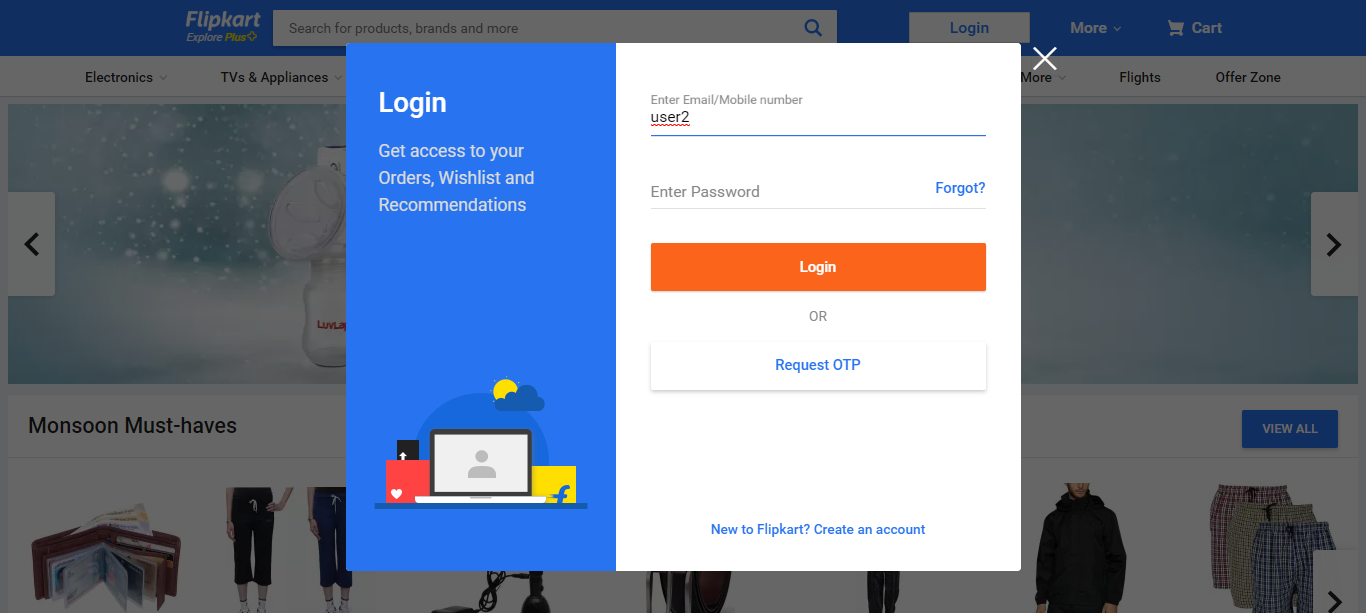 Flipkart
Explore Plus
Search for products, brands and more
Login
More
Cart
Electronics
TVs & Appliances
More
Flights
Offer Zone
Login
Get access to your
Orders, Wishlist and
Recommendations
Enter Email/Mobile number
user2
Enter Password
Forgot?
Login
OR
Request OTP
New to Flipkart? Create an account
Monsoon Must-haves
VIEW ALL